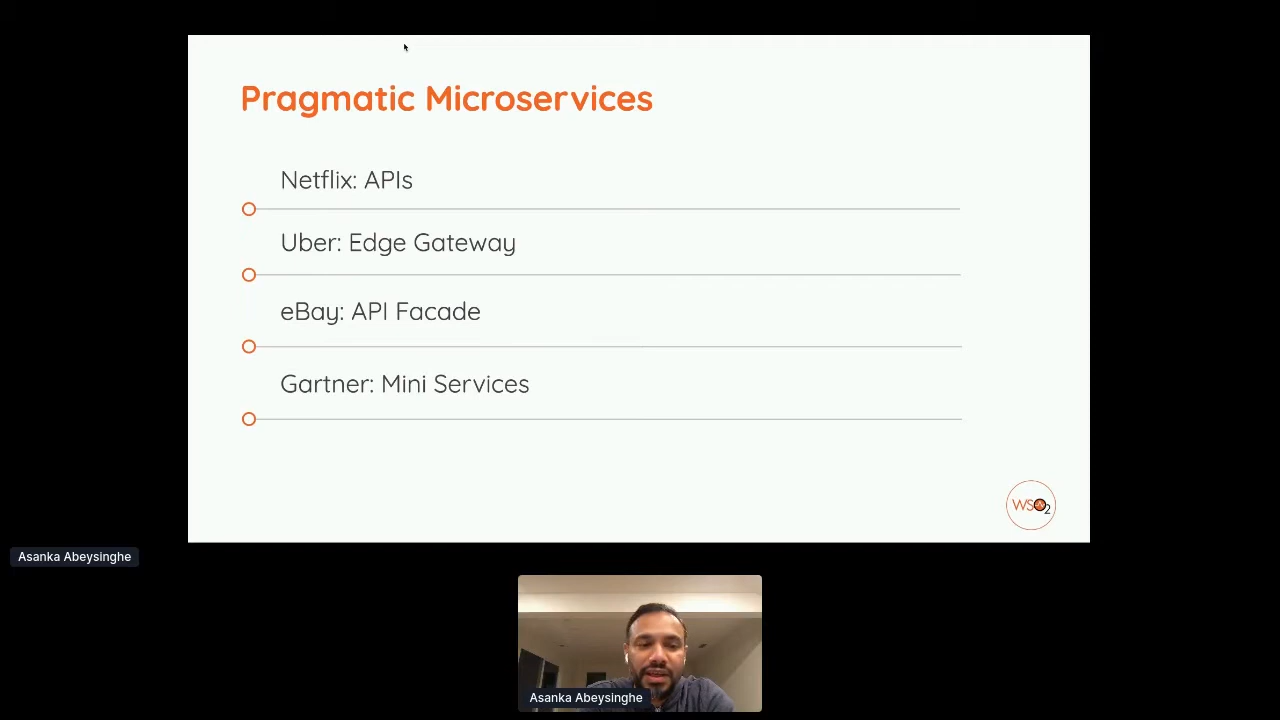 Pragmatic Microservices
Netflix: APIs
Uber: Edge Gateway
eBay: API Facade
Gartner: Mini Services
WSO2
Asanka Abeysinghe
Asanka Abeysinghe